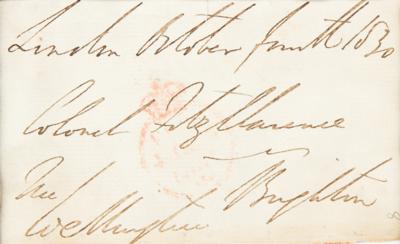 London October fourth 1830
Colonel FitzClarence
Brighton
Wellington